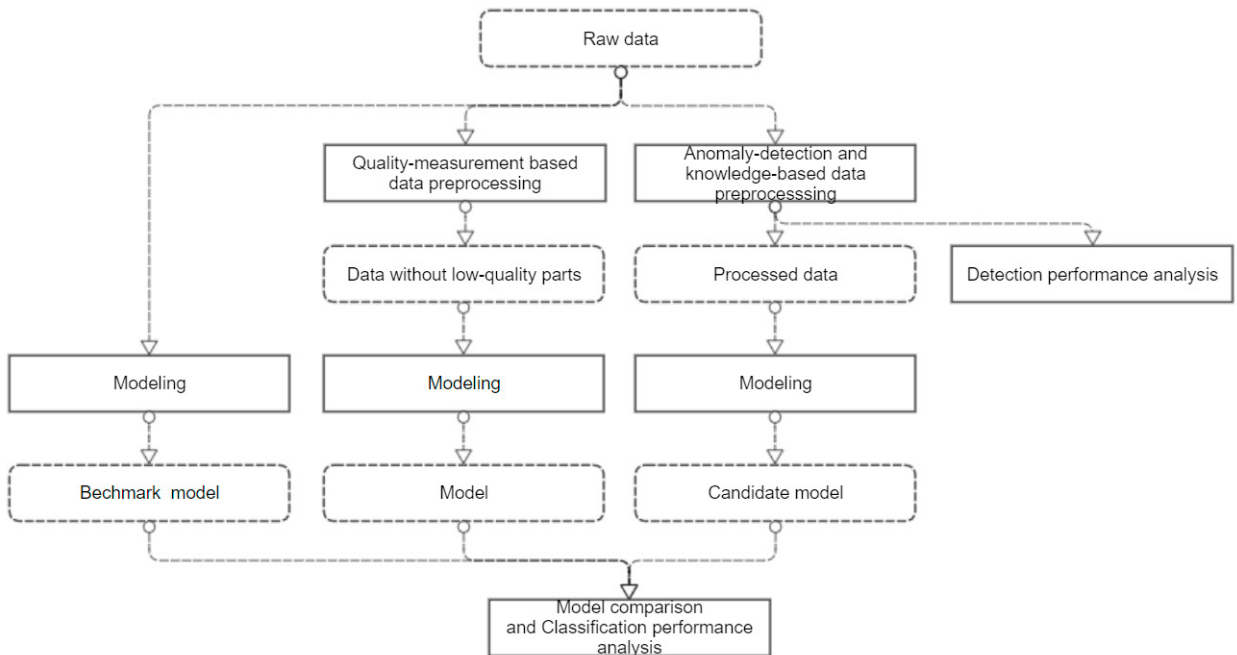 Raw data
Quality-measurement based
data preprocessing
Anomaly-detection and
knowledge-based data
preprocesssing
Data without low-quality parts
Processed data
Detection performance analysis
Modeling
Modeling
Modeling
Bechmark model
Model
Candidate model
Model comparison
and Classification performance
analysis